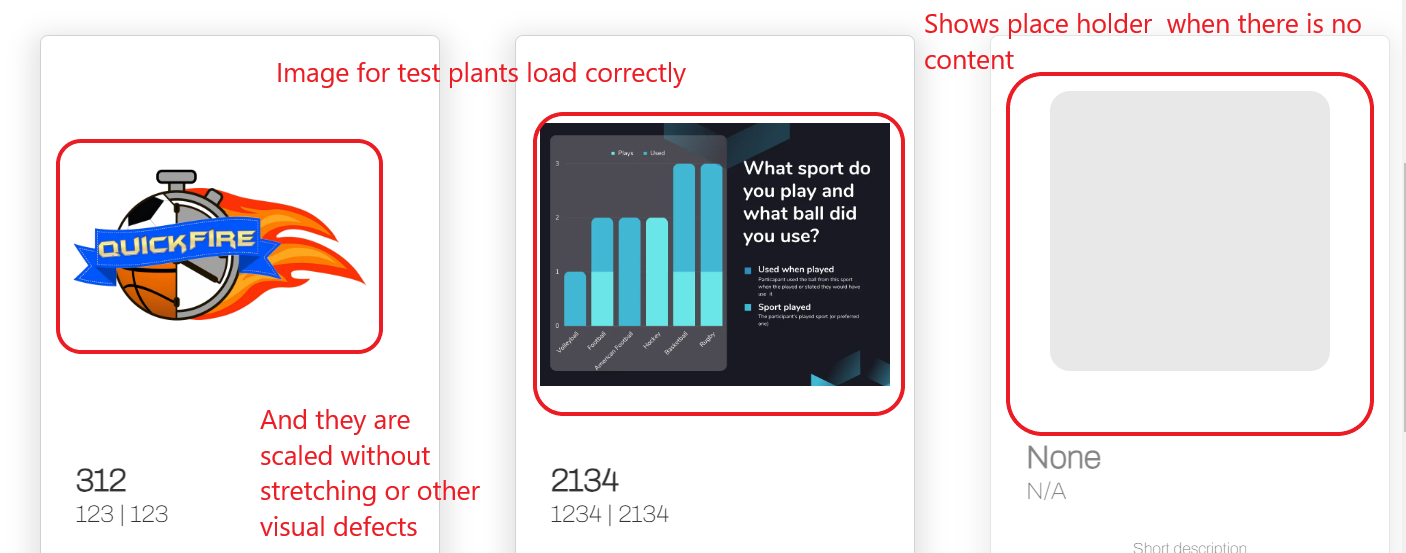 Shows place holder when there is no
content
Image for test plants load correctly
QUICKFIRE
Plays Used
3
2
1
0
Volleyball
Football
American Football
Hockey
Basketball
Rugby
What sport do
you play and
what ball did
you use?
Used when played
Participant used the ball from this sport
when the played or stated they would have
use it
Sport played
The participant's played sport (or preferred
one)
And they are
scaled without
stretching or other
visual defects
312
123 | 123
2134
1234 | 2134
None
N/A
Short description